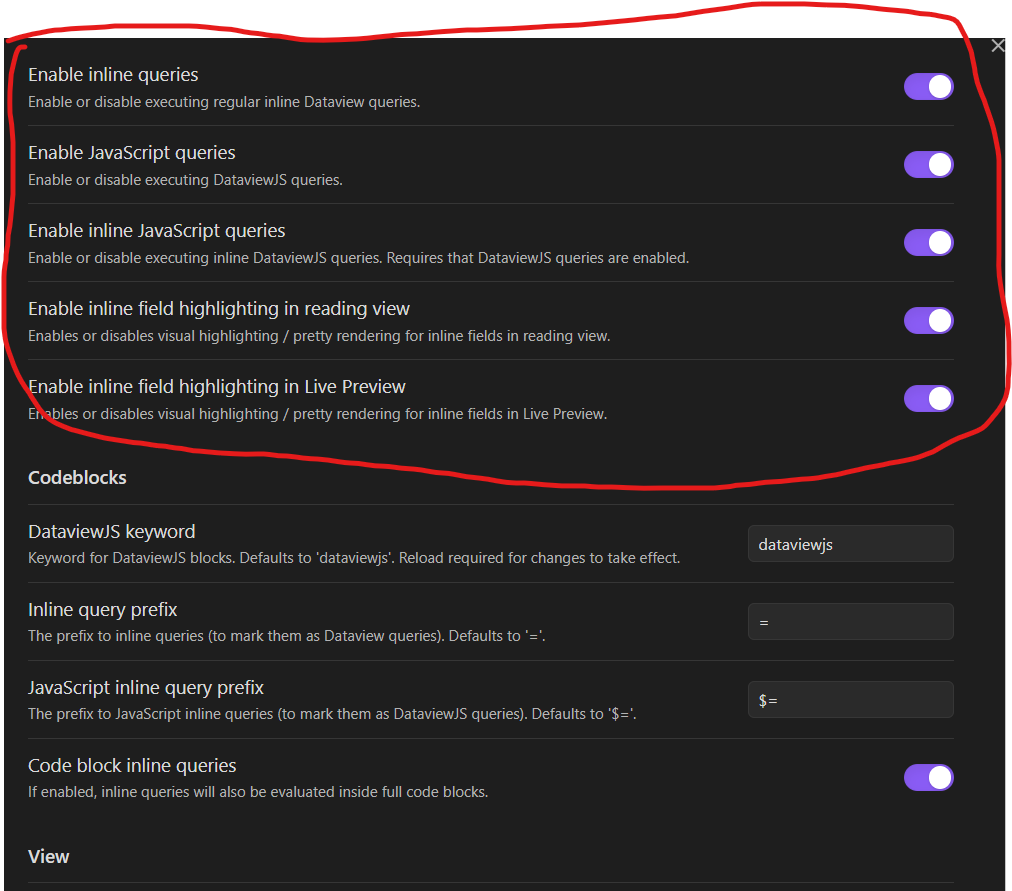 Enable inline queries
Enable or disable executing regular inline Dataview queries.
Enable JavaScript queries
Enable or disable executing DataviewJS queries.
Enable inline JavaScript queries
Enable or disable executing inline DataviewJS queries. Requires that DataviewJS queries are enabled.
Enable inline field highlighting in reading view
Enables or disables visual highlighting / pretty rendering for inline fields in reading view.
Enable inline field highlighting in Live Preview
Enables or disables visual highlighting / pretty rendering for inline fields in Live Preview.
Codeblocks
DataviewJS keyword
Keyword for DataviewJS blocks. Defaults to 'dataviewjs'. Reload required for changes to take effect.
dataviewjs
Inline query prefix
The prefix to inline queries (to mark them as Dataview queries). Defaults to '='.
=
JavaScript inline query prefix
The prefix to JavaScript inline queries (to mark them as DataviewJS queries). Defaults to '$='.
$=
Code block inline queries
If enabled, inline queries will also be evaluated inside full code blocks.
View